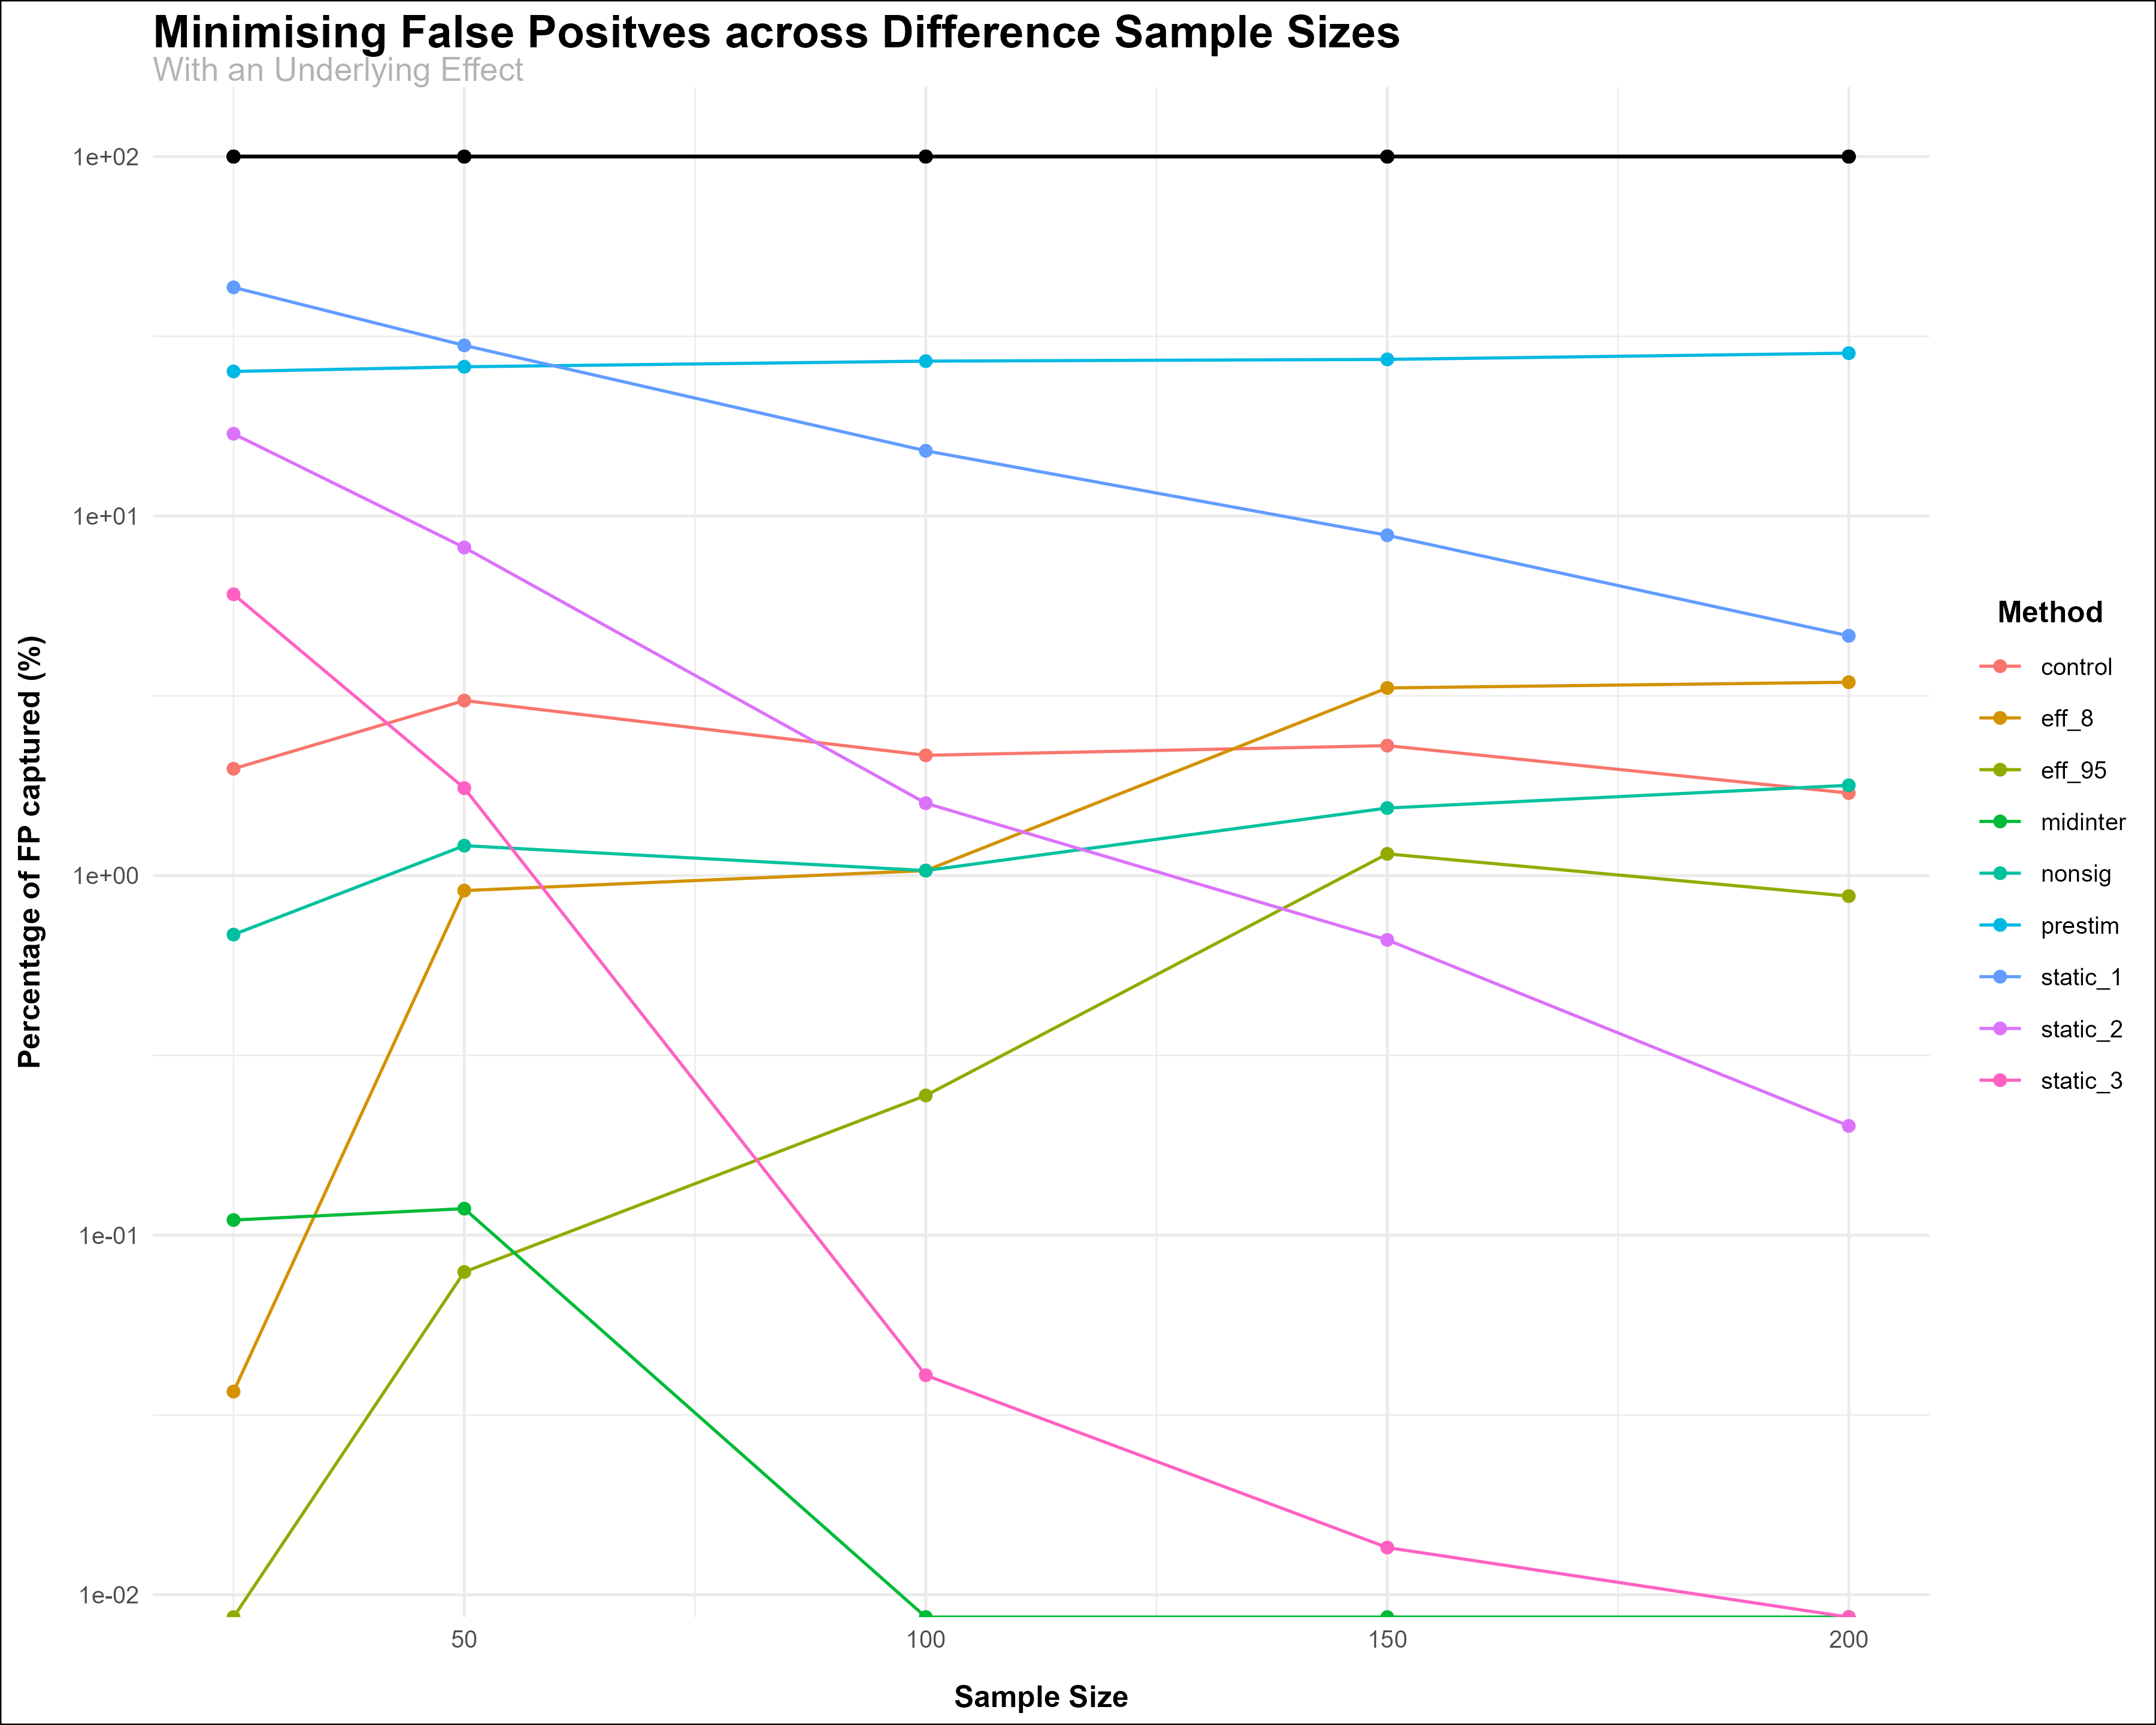 Minimising False Positves across Difference Sample Sizes
With an Underlying Effect
Percentage of FP captured (%)
1e+02
1e+01
1e+00
1e-01
1e-02
50 100 150 200
Sample Size
Method
control
eff_8
eff_95
midinter
nonsig
prestim
static_1
static_2
static_3